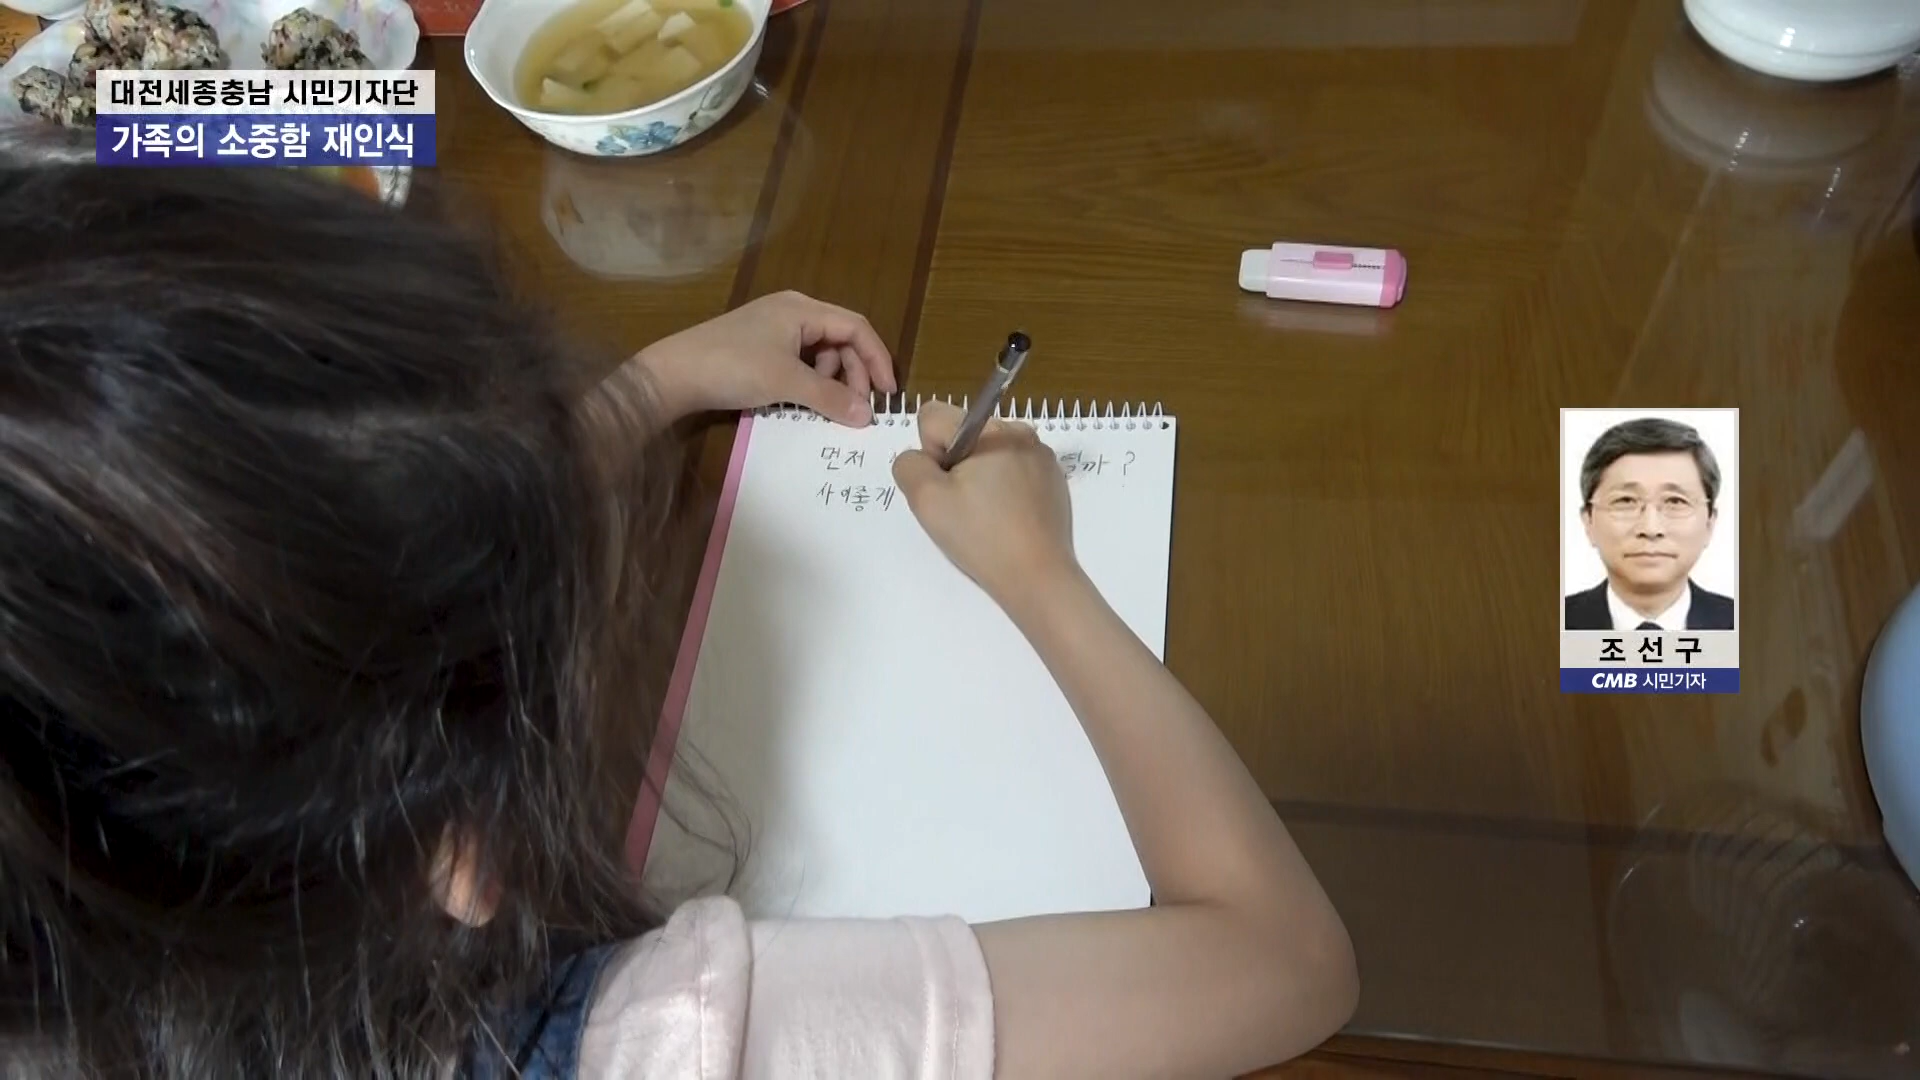 대전세종충남 시민기자단
가족의 소중함 재인식
먼저
열까 ?
사이좋게
조선구
CMB 시민기자